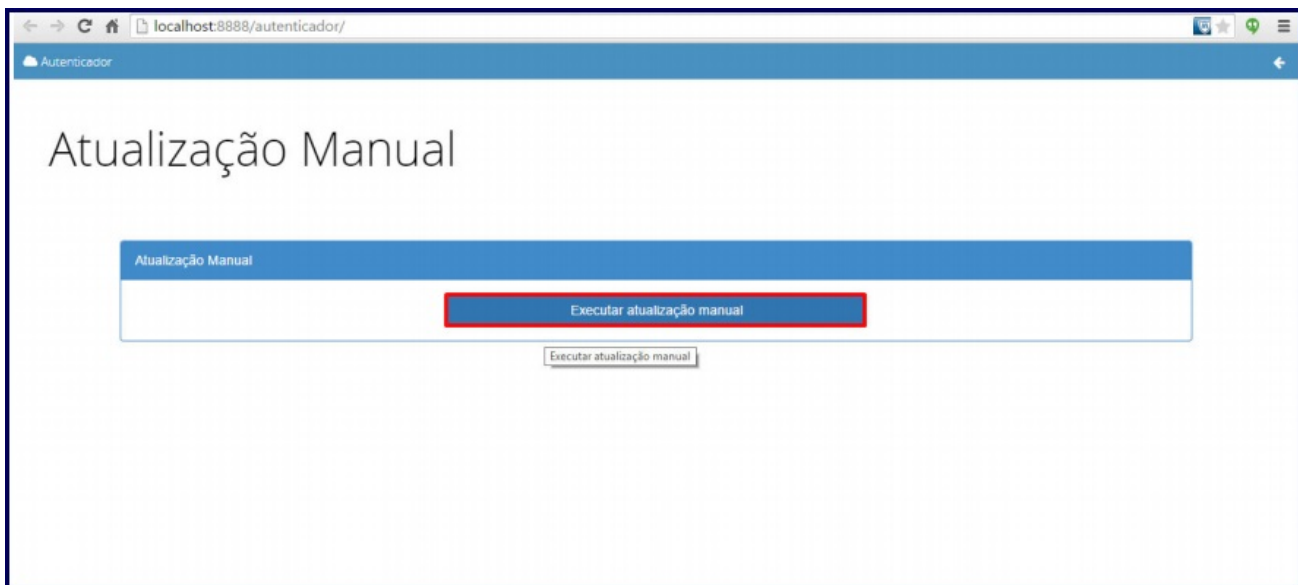 localhost:8888/autenticador/
Autenticador
Atualização Manual
Atualização Manual
Executar atualização manual
Executar atualização manual